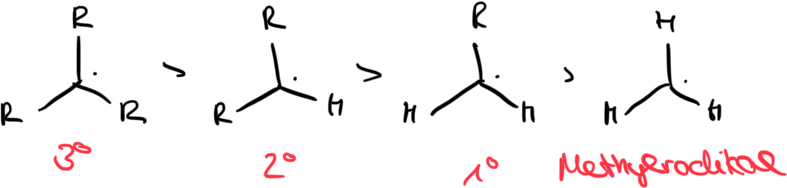 R R R H
> > >
R R R H H H H H
3° 2° 1° Methylradikal